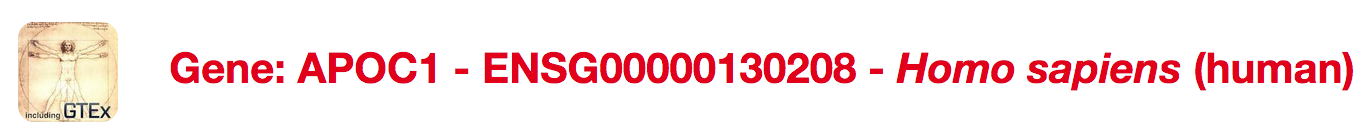 Gene: APOC1 - ENSG00000130208 - Homo sapiens (human)
including GTEx